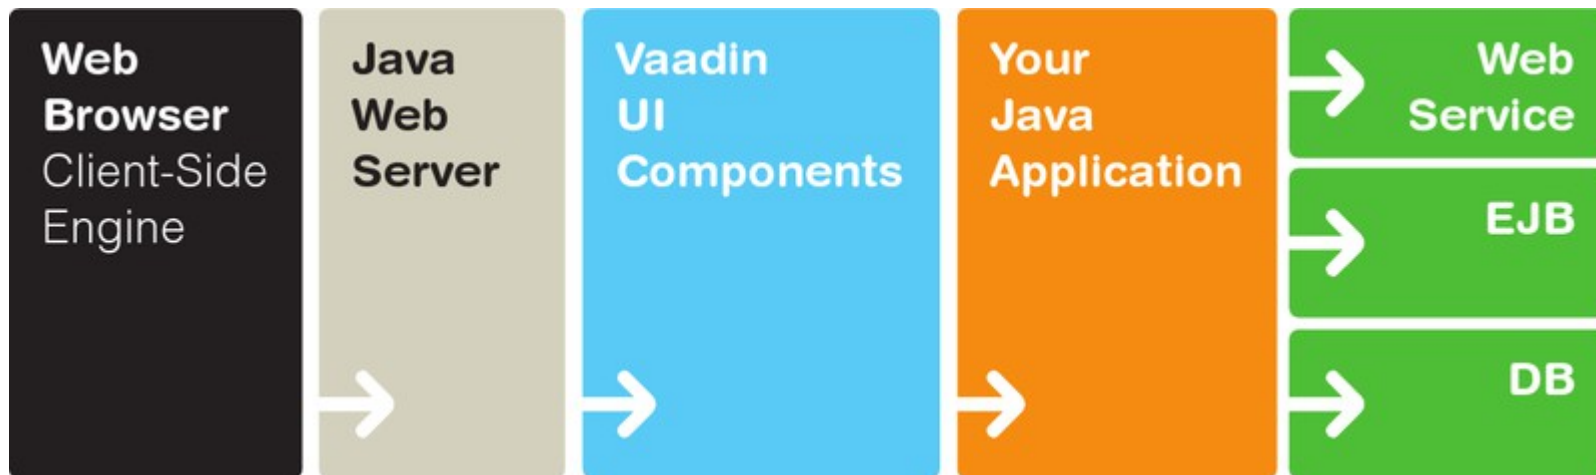 Web
Browser
Client-Side
Engine
Java
Web
Server
Vaadin
UI
Components
Your
Java
Application
Web
Service
EJB
DB